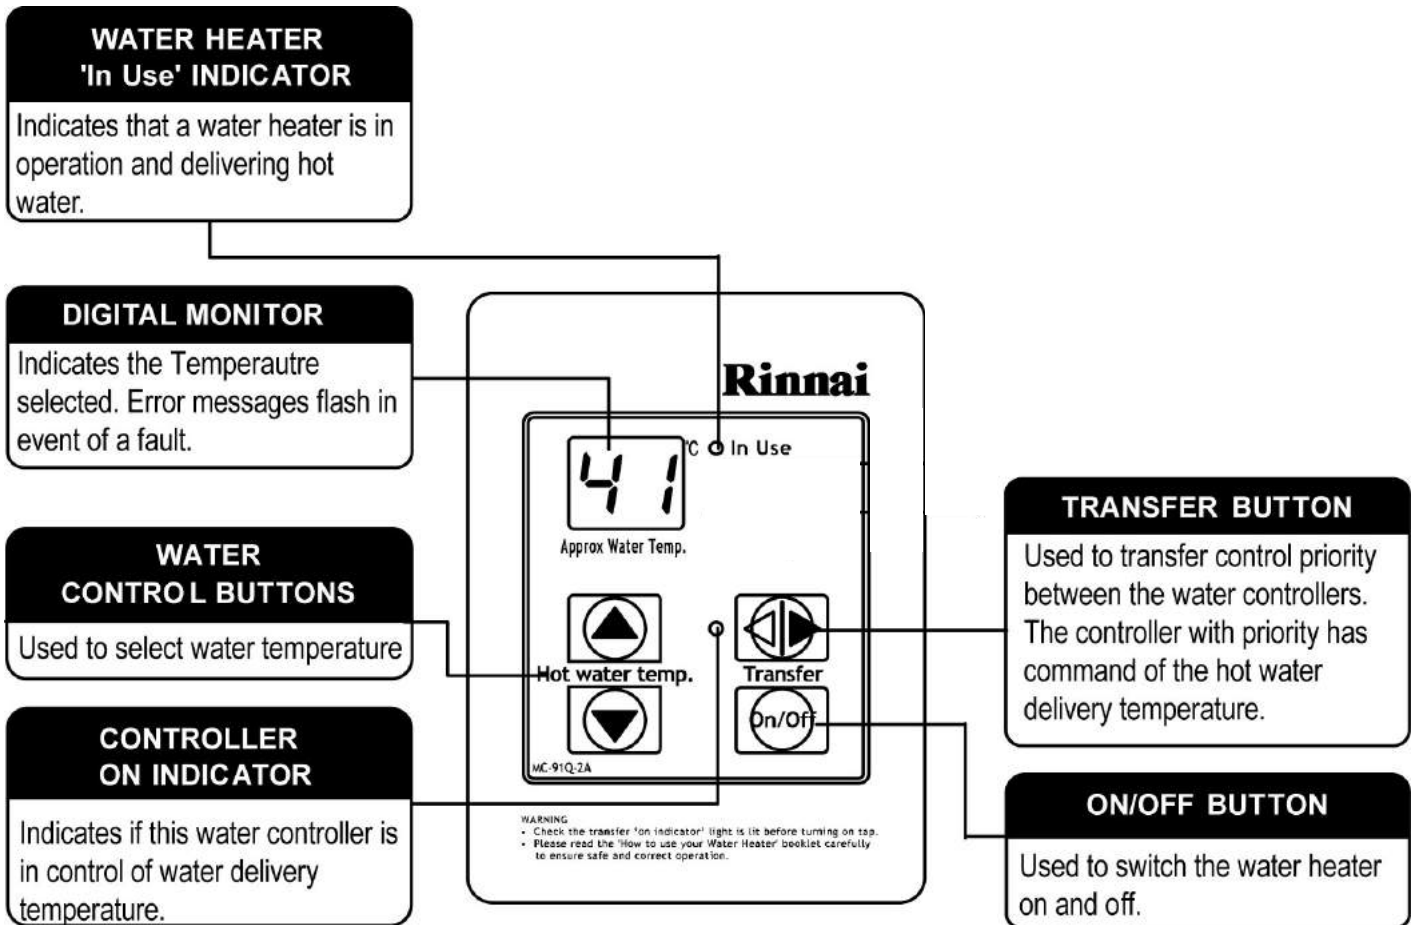 WATER HEATER
'In Use' INDICATOR
Indicates that a water heater is in
operation and delivering hot
water.
DIGITAL MONITOR
Indicates the Temperautre
selected. Error messages flash in
event of a fault.
WATER
CONTROL BUTTONS
Used to select water temperature
CONTROLLER
ON INDICATOR
Indicates if this water controller is
in control of water delivery
temperature.
Rinnai
41
°C In Use
Approx Water Temp.
Hot water temp.
Transfer
On/Off
MC-91Q-2A
WARNING
• Check the transfer 'on indicator' light is lit before turning on tap.
• Please read the 'How to use your Water Heater' booklet carefully
to ensure safe and correct operation.
TRANSFER BUTTON
Used to transfer control priority
between the water controllers.
The controller with priority has
command of the hot water
delivery temperature.
ON/OFF BUTTON
Used to switch the water heater
on and off.